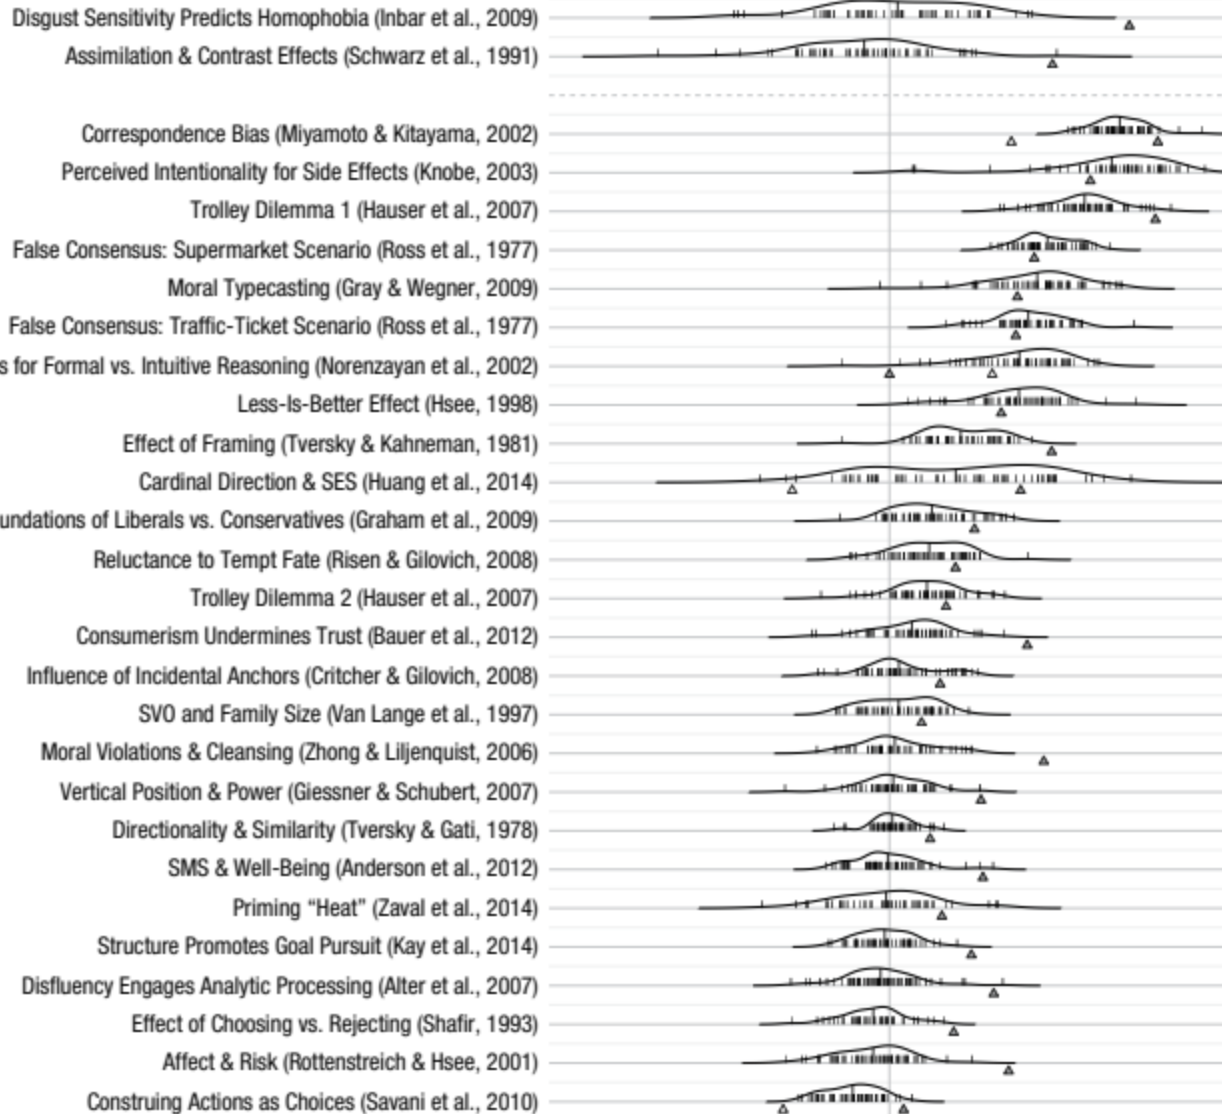 Disgust Sensitivity Predicts Homophobia (Inbar et al., 2009)
Assimilation & Contrast Effects (Schwarz et al., 1991)
Correspondence Bias (Miyamoto & Kitayama, 2002)
Perceived Intentionality for Side Effects (Knobe, 2003)
Trolley Dilemma 1 (Hauser et al., 2007)
False Consensus: Supermarket Scenario (Ross et al., 1977)
Moral Typecasting (Gray & Wegner, 2009)
False Consensus: Traffic-Ticket Scenario (Ross et al., 1977)
s for Formal vs. Intuitive Reasoning (Norenzayan et al., 2002)
Less-Is-Better Effect (Hsee, 1998)
Effect of Framing (Tversky & Kahneman, 1981)
Cardinal Direction & SES (Huang et al., 2014)
undations of Liberals vs. Conservatives (Graham et al., 2009)
Reluctance to Tempt Fate (Risen & Gilovich, 2008)
Trolley Dilemma 2 (Hauser et al., 2007)
Consumerism Undermines Trust (Bauer et al., 2012)
Influence of Incidental Anchors (Critcher & Gilovich, 2008)
SVO and Family Size (Van Lange et al., 1997)
Moral Violations & Cleansing (Zhong & Liljenquist, 2006)
Vertical Position & Power (Giessner & Schubert, 2007)
Directionality & Similarity (Tversky & Gati, 1978)
SMS & Well-Being (Anderson et al., 2012)
Priming “Heat” (Zaval et al., 2014)
Structure Promotes Goal Pursuit (Kay et al., 2014)
Disfluency Engages Analytic Processing (Alter et al., 2007)
Effect of Choosing vs. Rejecting (Shafir, 1993)
Affect & Risk (Rottenstreich & Hsee, 2001)
Construing Actions as Choices (Savani et al., 2010)